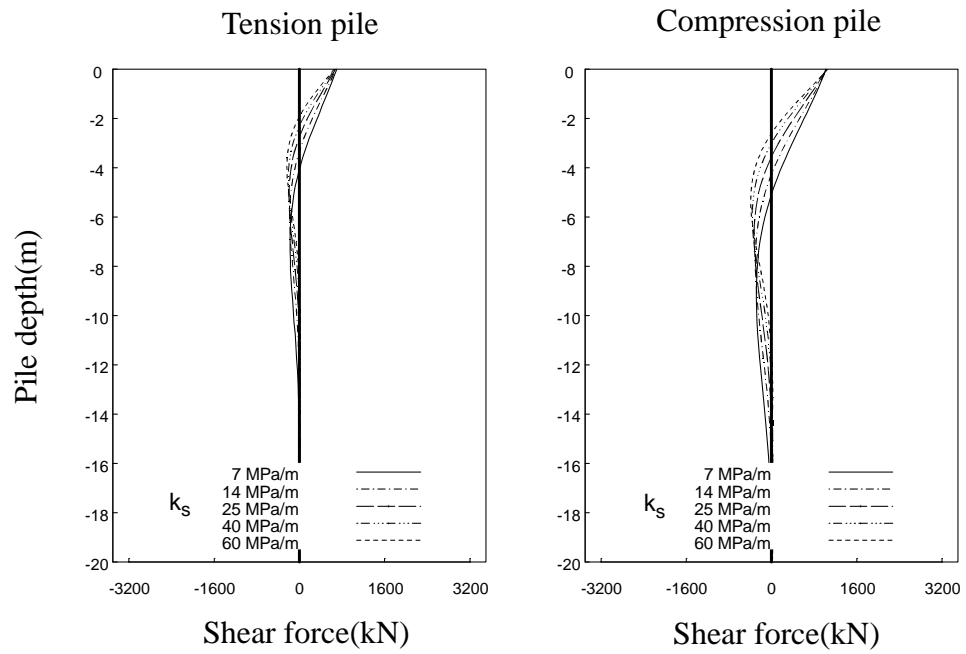 Tension pile
Compression pile
Pile depth(m)
0
-2
-4
-6
-8
-10
-12
-14
-16
-18
-20
k_s
7 MPa/m
14 MPa/m
25 MPa/m
40 MPa/m
60 MPa/m
-3200 -1600 0 1600 3200
Shear force(kN)
0
-2
-4
-6
-8
-10
-12
-14
-16
-18
-20
k_s
7 MPa/m
14 MPa/m
25 MPa/m
40 MPa/m
60 MPa/m
-3200 -1600 0 1600 3200
Shear force(kN)